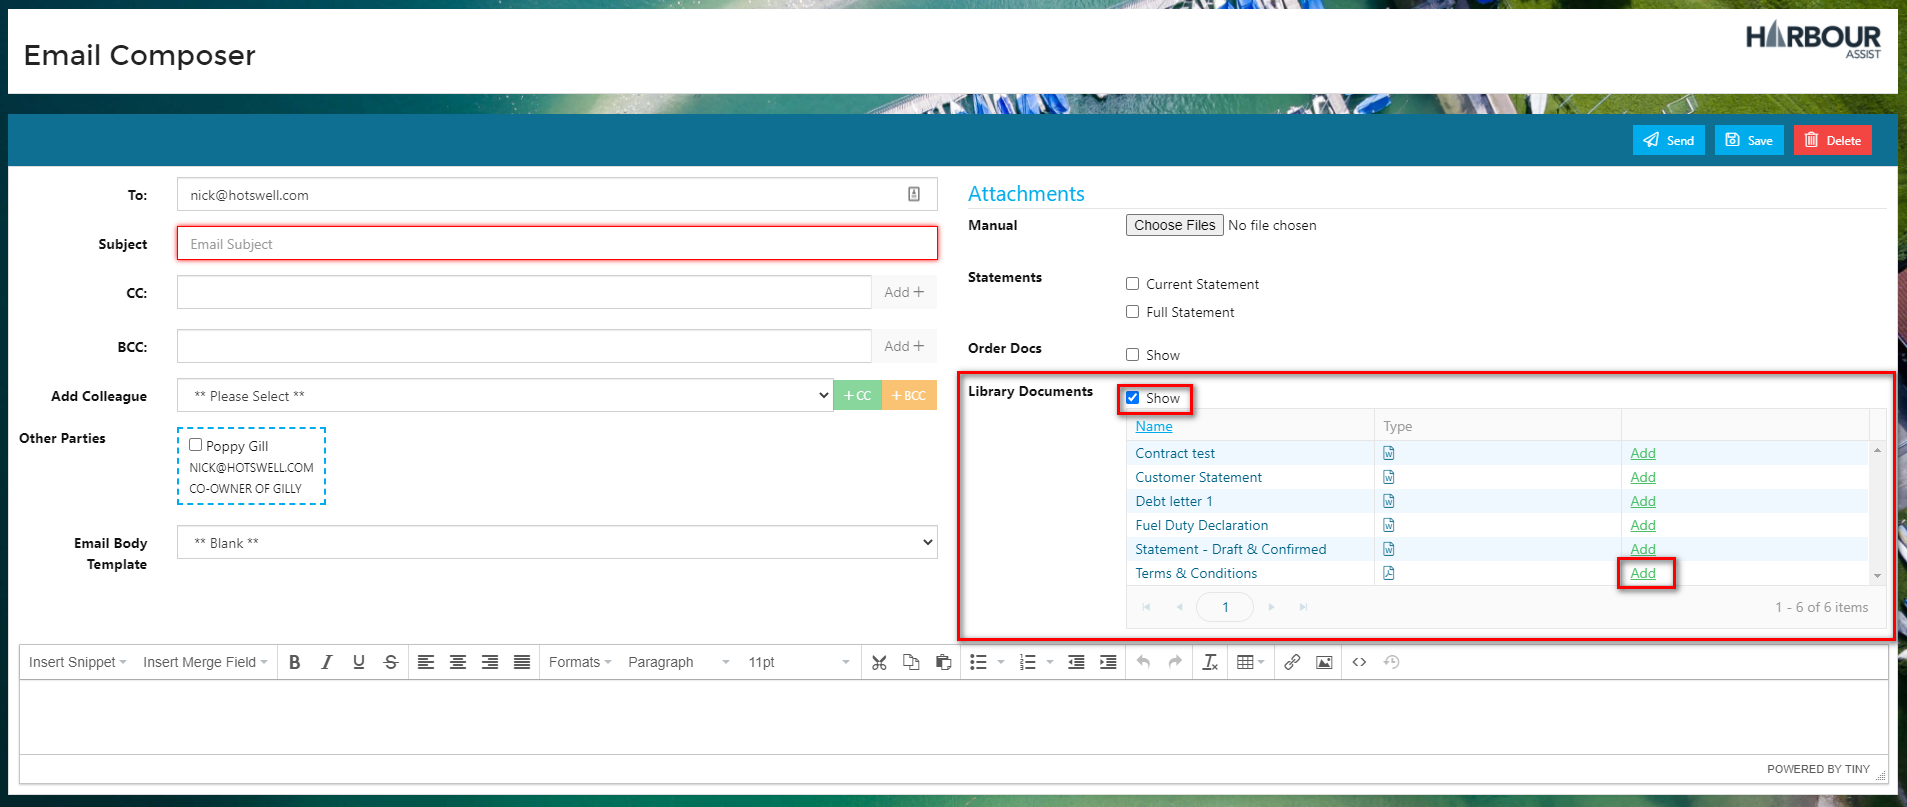 Email Composer
HARBOUR
ASSIST
Send
Save
Delete
To:
nick@hotswell.com
Subject
Email Subject
CC:
Add +
BCC:
Add +
Add Colleague
** Please Select **
+ CC
+ BCC
Other Parties
Poppy Gill
NICK@HOTSWELL.COM
CO-OWNER OF GILLY
Email Body
Template
** Blank **
Attachments
Manual
Choose Files No file chosen
Statements
Current Statement
Full Statement
Order Docs
Show
Library Documents
Show
Name Type
Contract test Add
Customer Statement Add
Debt letter 1 Add
Fuel Duty Declaration Add
Statement - Draft & Confirmed Add
Terms & Conditions Add
1
1 - 6 of 6 items
Insert Snippet Insert Merge Field B I U S Formats Paragraph 11pt
POWERED BY TINY